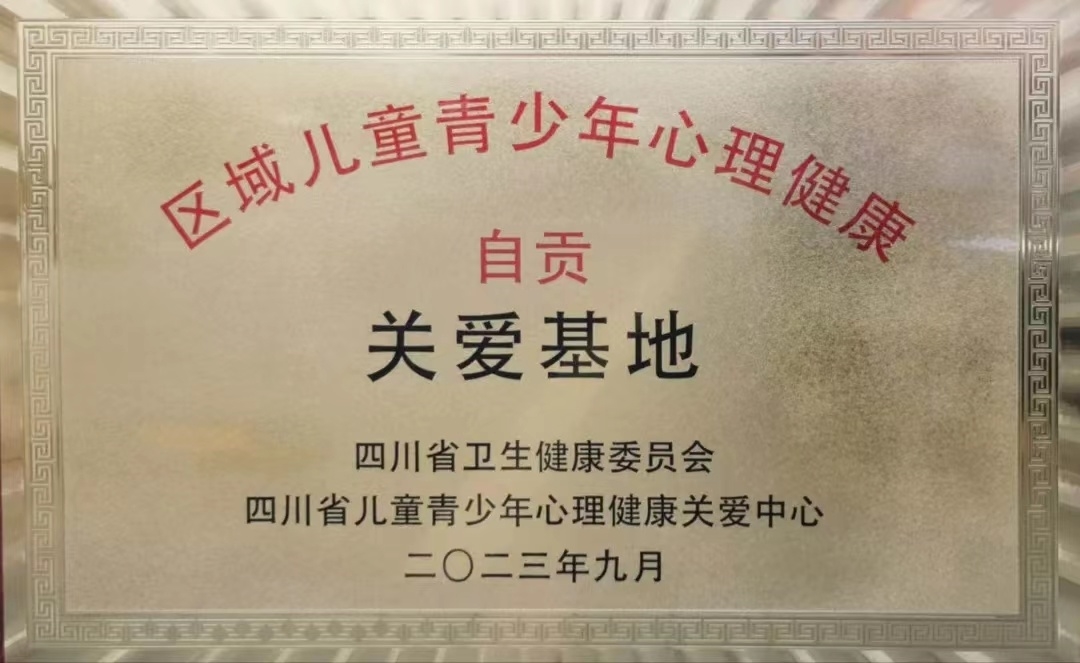 区域儿童青少年心理健康
自贡
关爱基地
四川省卫生健康委员会
四川省儿童青少年心理健康关爱中心
二〇二三年九月